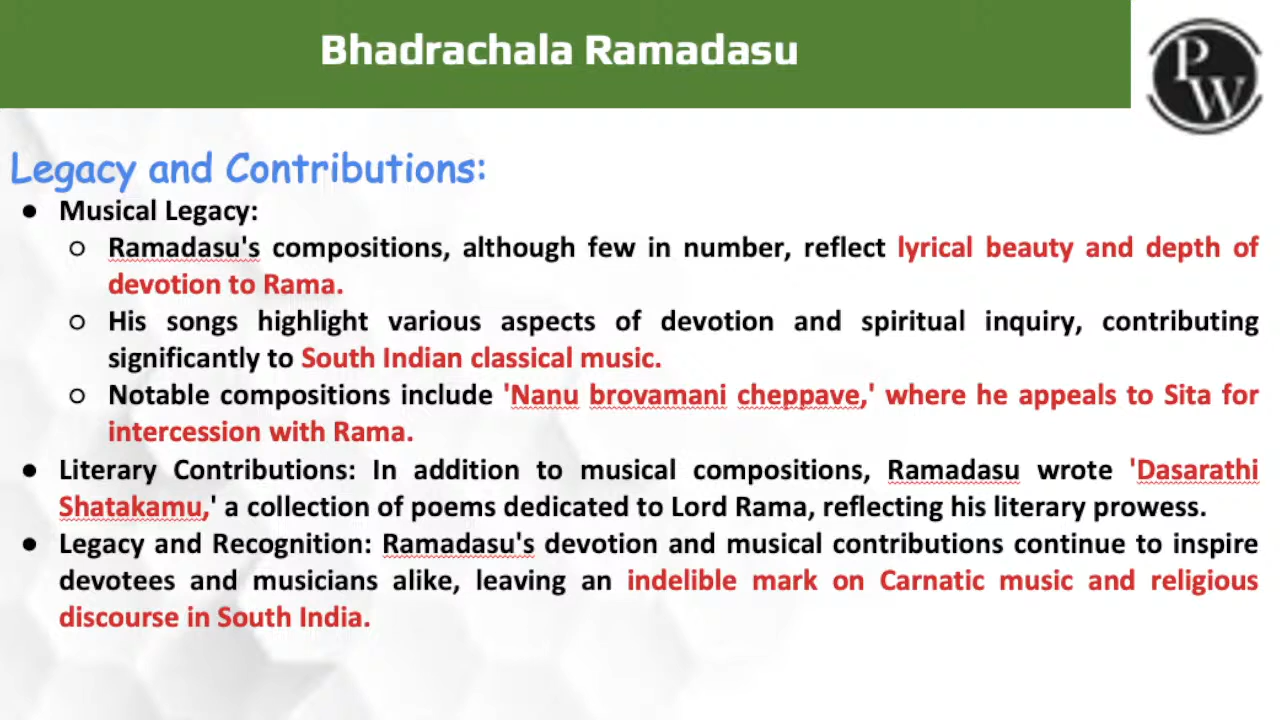 Bhadrachala Ramadasu
PW
Legacy and Contributions:
● Musical Legacy:
○ Ramadasu's compositions, although few in number, reflect lyrical beauty and depth of
devotion to Rama.
○ His songs highlight various aspects of devotion and spiritual inquiry, contributing
significantly to South Indian classical music.
○ Notable compositions include 'Nanu brovamani cheppave,' where he appeals to Sita for
intercession with Rama.
● Literary Contributions: In addition to musical compositions, Ramadasu wrote 'Dasarathi
Shatakamu,' a collection of poems dedicated to Lord Rama, reflecting his literary prowess.
● Legacy and Recognition: Ramadasu's devotion and musical contributions continue to inspire
devotees and musicians alike, leaving an indelible mark on Carnatic music and religious
discourse in South India.